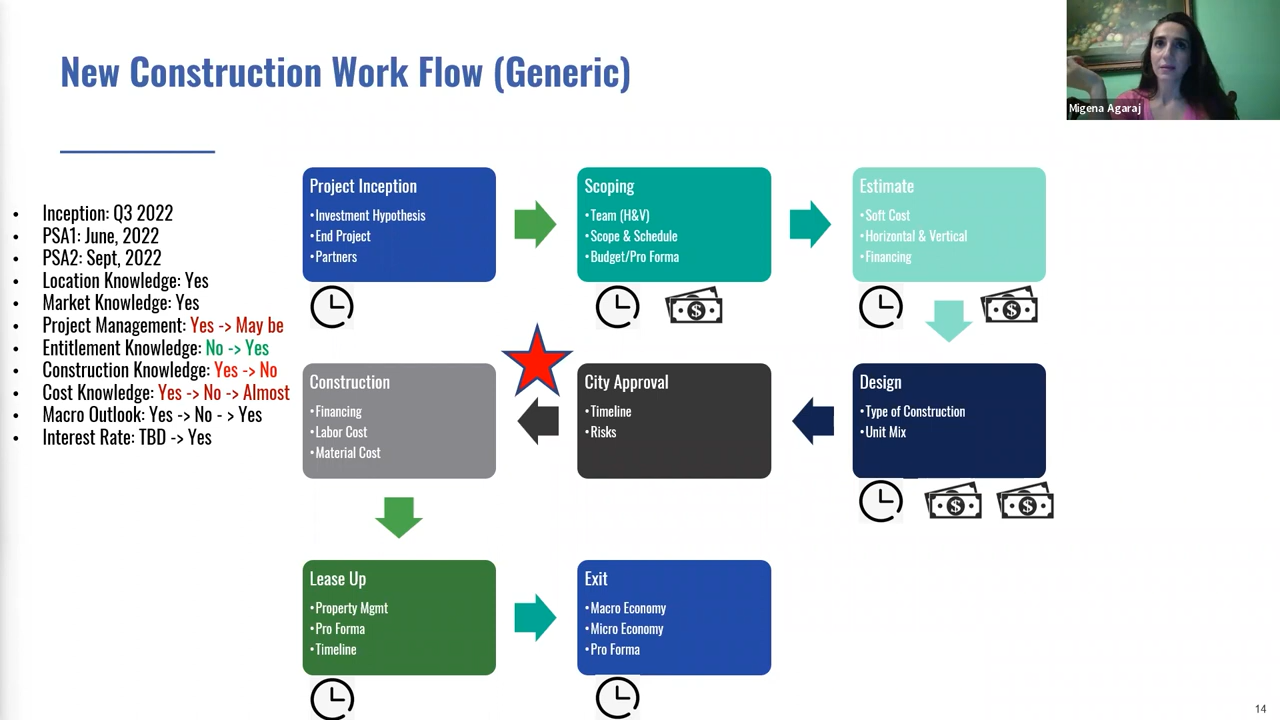 New Construction Work Flow (Generic)
Migena Agaraj
• Inception: Q3 2022
• PSA1: June, 2022
• PSA2: Sept, 2022
• Location Knowledge: Yes
• Market Knowledge: Yes
• Project Management: Yes -> May be
• Entitlement Knowledge: No -> Yes
• Construction Knowledge: Yes -> No
• Cost Knowledge: Yes -> No -> Almost
• Macro Outlook: Yes -> No - > Yes
• Interest Rate: TBD -> Yes
Project Inception
•Investment Hypothesis
•End Project
•Partners
Scoping
•Team (H&V)
•Scope & Schedule
•Budget/Pro Forma
Estimate
•Soft Cost
•Horizontal & Vertical
•Financing
Design
•Type of Construction
•Unit Mix
City Approval
•Timeline
•Risks
Construction
•Financing
•Labor Cost
•Material Cost
Lease Up
•Property Mgmt
•Pro Forma
•Timeline
Exit
•Macro Economy
•Micro Economy
•Pro Forma
14